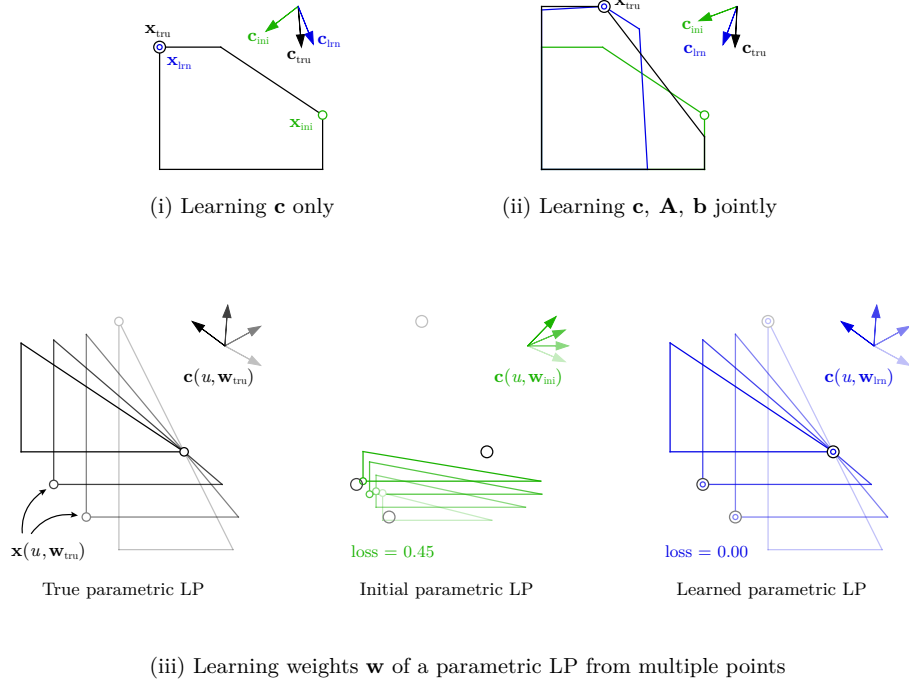 x_tru
x_lrn
x_ini
c_ini
c_lrn
c_tru
(i) Learning c only
x_tru
c_ini
c_lrn
c_tru
(ii) Learning c, A, b jointly
c(u, w_tru)
x(u, w_tru)
True parametric LP
c(u, w_ini)
loss = 0.45
Initial parametric LP
c(u, w_lrn)
loss = 0.00
Learned parametric LP
(iii) Learning weights w of a parametric LP from multiple points